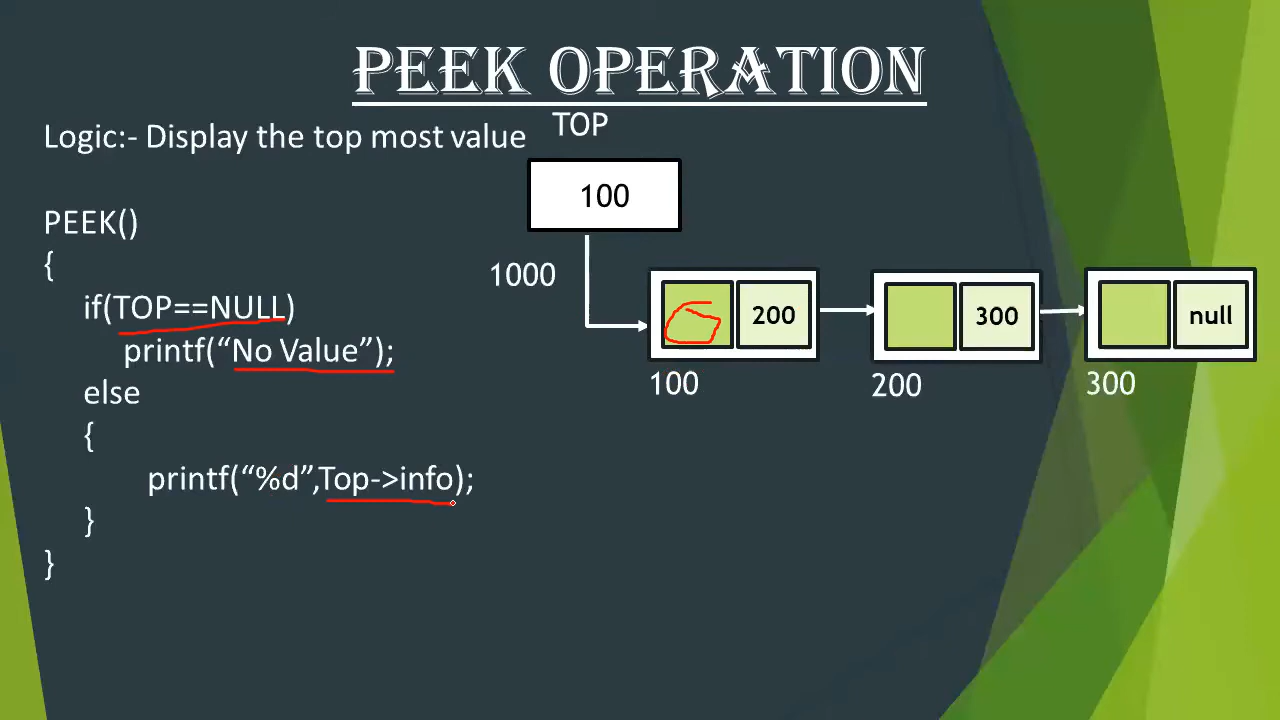 PEEK OPERATION
Logic:- Display the top most value
TOP
100
PEEK()
{
if(TOP==NULL)
printf(“No Value”);
else
{
printf(“%d”,Top->info);
}
}
1000
200
300
null
100
200
300